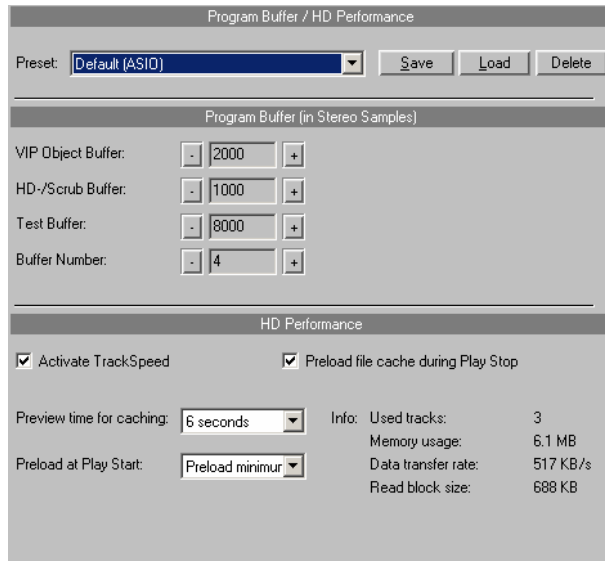 Program Buffer / HD Performance
Preset: Default (ASIO) Save Load Delete
Program Buffer (in Stereo Samples)
VIP Object Buffer: - 2000 +
HD-/Scrub Buffer: - 1000 +
Test Buffer: - 8000 +
Buffer Number: - 4 +
HD Performance
Activate TrackSpeed Preload file cache during Play Stop
Preview time for caching: 6 seconds Info: Used tracks: 3
Memory usage: 6.1 MB
Preload at Play Start: Preload minimur Data transfer rate: 517 KB/s
Read block size: 688 KB